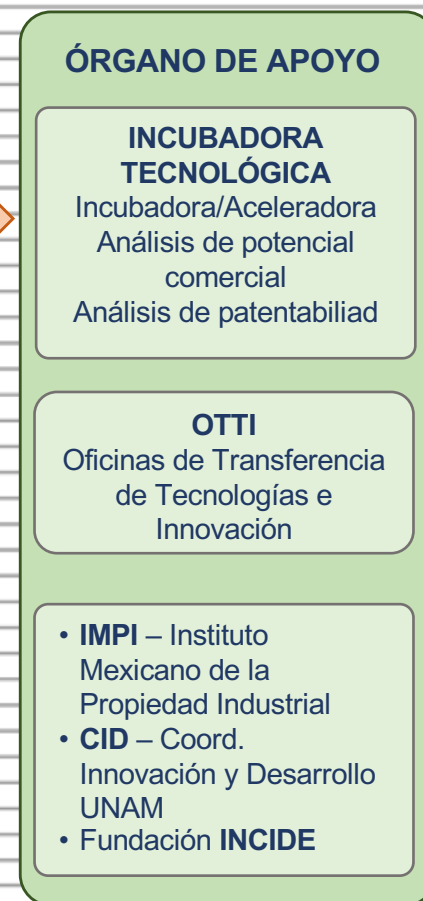 ÓRGANO DE APOYO
INCUBADORA
TECNOLÓGICA
Incubadora/Aceleradora
Análisis de potencial
comercial
Análisis de patentabiliad
OTTI
Oficinas de Transferencia
de Tecnologías e
Innovación
• IMPI – Instituto
Mexicano de la
Propiedad Industrial
• CID – Coord.
Innovación y Desarrollo
UNAM
• Fundación INCIDE